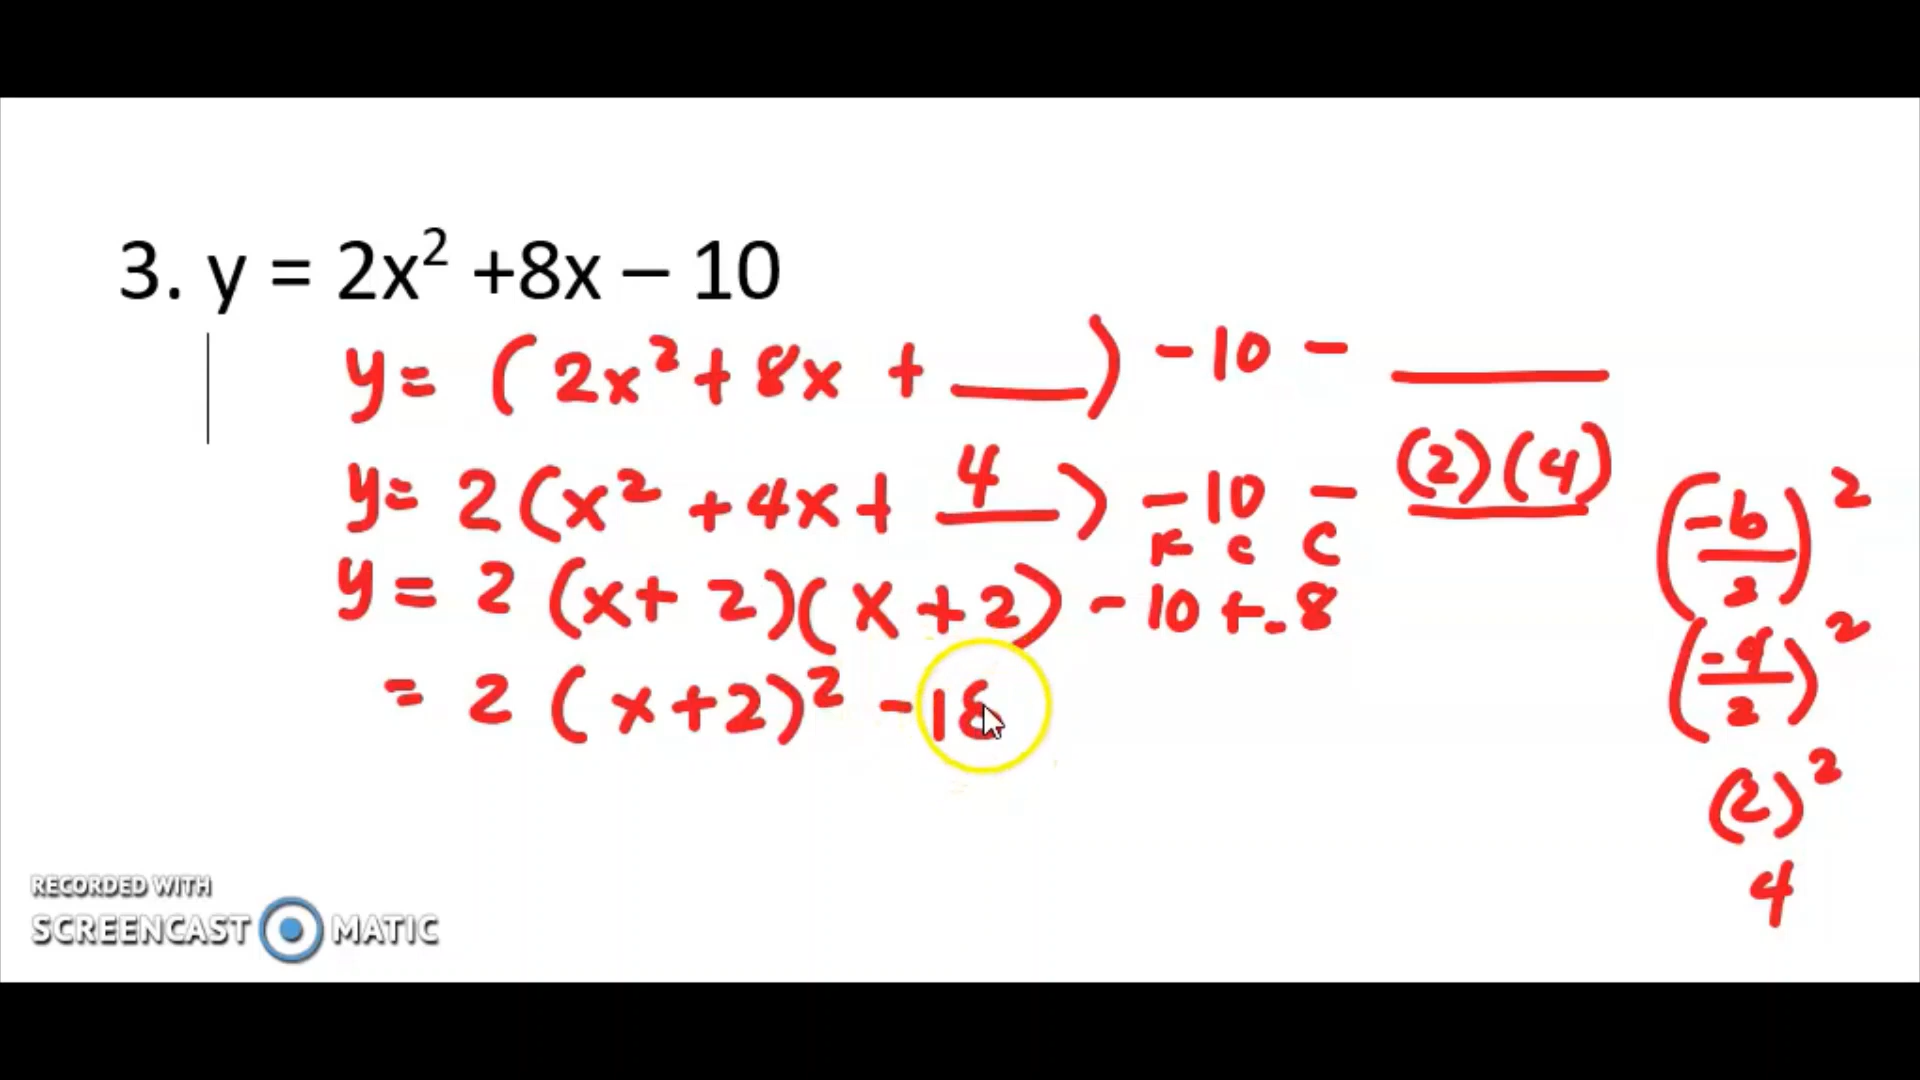 3. y = 2x² +8x – 10
y = (2x² + 8x + ___) - 10 - ___
y = 2(x² + 4x + 4) - 10 - (2)(4)
K C C
y = 2(x + 2)(x + 2) - 10 + -8
= 2(x+2)² - 18
(-b/2)²
(-4/2)²
(2)²
4
RECORDED WITH
SCREENCAST MATIC